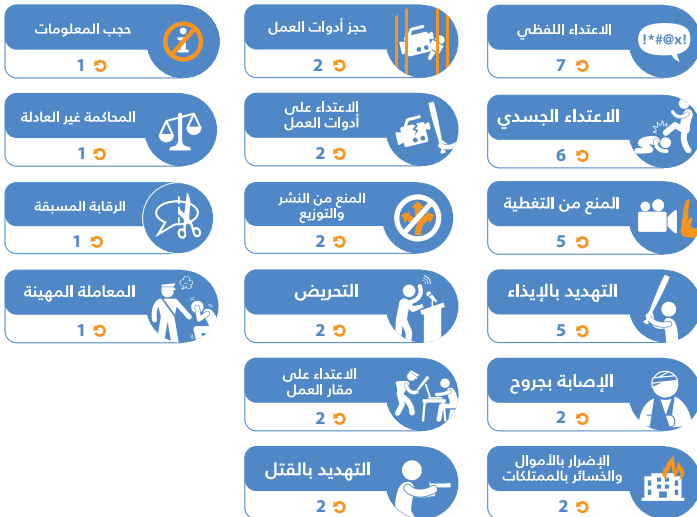 الاعتداء اللفظي
!*#@x!
7
الاعتداء الجسدي
6
المنع من التغطية
5
التهديد بالإيذاء
5
الإصابة بجروح
2
الإضرار بالأموال
والخسائر بالممتلكات
2
حجز أدوات العمل
2
الاعتداء على
أدوات العمل
2
المنع من النشر
والتوزيع
2
التحريض
2
الاعتداء على
مقار العمل
2
التهديد بالقتل
2
حجب المعلومات
1
المحاكمة غير العادلة
1
الرقابة المسبقة
1
المعاملة المهينة
1